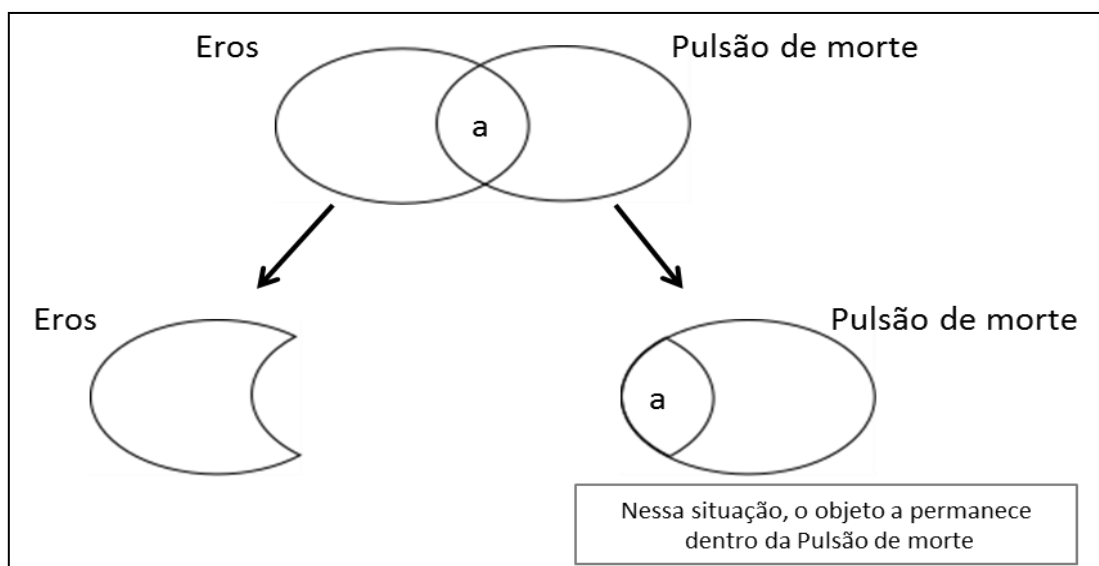 Eros
Pulsão de morte
a
Eros
Pulsão de morte
a
Nessa situação, o objeto a permanece
dentro da Pulsão de morte